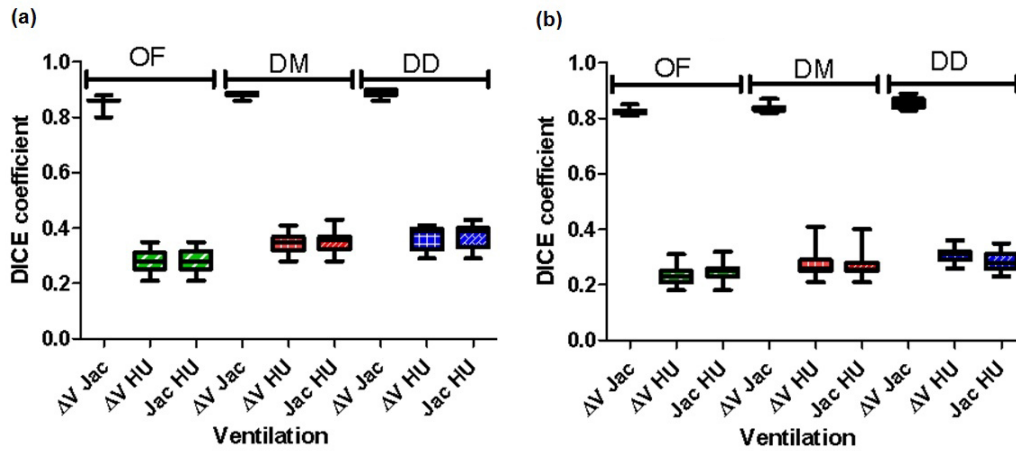 (a)
OF DM DD
1.0
0.8
0.6
0.4
0.2
0.0
DICE coefficient
ΔV Jac
ΔV HU
Jac HU
ΔV Jac
ΔV HU
Jac HU
ΔV Jac
ΔV HU
Jac HU
Ventilation
(b)
OF DM DD
1.0
0.8
0.6
0.4
0.2
0.0
DICE coefficient
ΔV Jac
ΔV HU
Jac HU
ΔV Jac
ΔV HU
Jac HU
ΔV Jac
ΔV HU
Jac HU
Ventilation